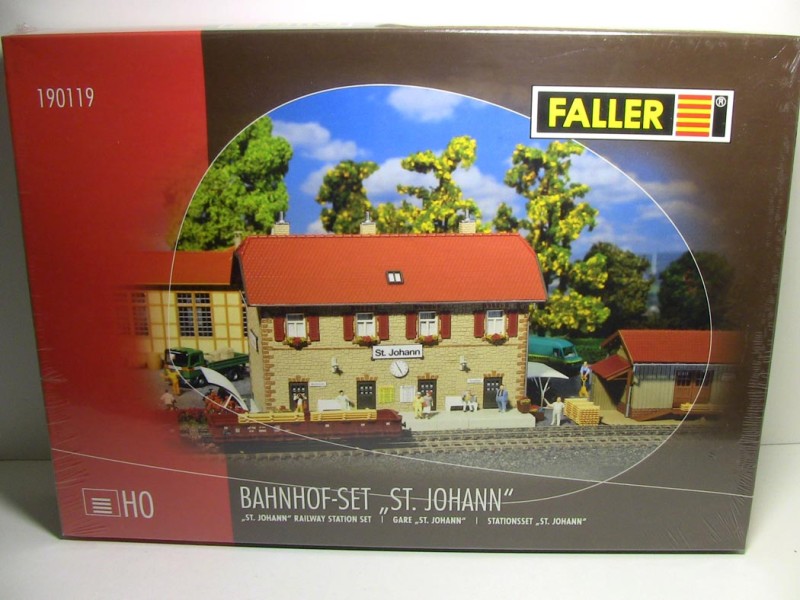 190119
FALLER®
St. Johann
HO
BAHNHOF-SET „ST. JOHANN“
„ST. JOHANN“ RAILWAY STATION SET | GARE „ST. JOHANN“ | STATIONSSET „ST. JOHANN“